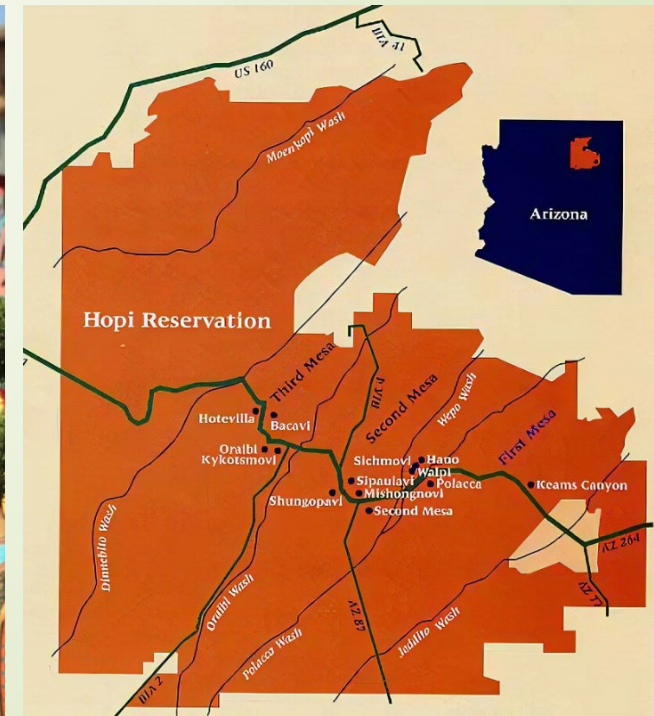 BIA 41
US 160
Moenkopi Wash
Arizona
Hopi Reservation
Third Mesa
BIA 4
Second Mesa
Wepo Wash
First Mesa
Hotevilla
Bacavi
Oraibi
Kykotsmovi
Sichmovi
Hano
Walpi
Sipaulavi
Polacca
Keams Canyon
Shungopavi
Mishongnovi
Second Mesa
Dinnebito Wash
Oraibi Wash
AZ 264
AZ 77
AZ 87
Polacca Wash
Jeddito Wash
BIA 2